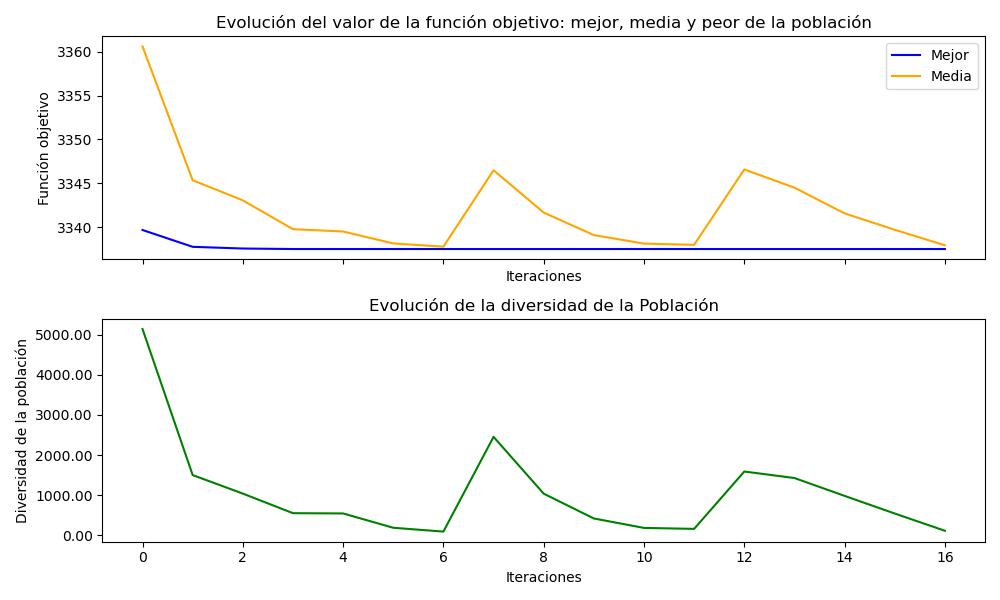 Evolución del valor de la función objetivo: mejor, media y peor de la población
Función objetivo
3360
3355
3350
3345
3340
Mejor
Media
Iteraciones
Evolución de la diversidad de la Población
Diversidad de la población
5000.00
4000.00
3000.00
2000.00
1000.00
0.00
0 2 4 6 8 10 12 14 16
Iteraciones